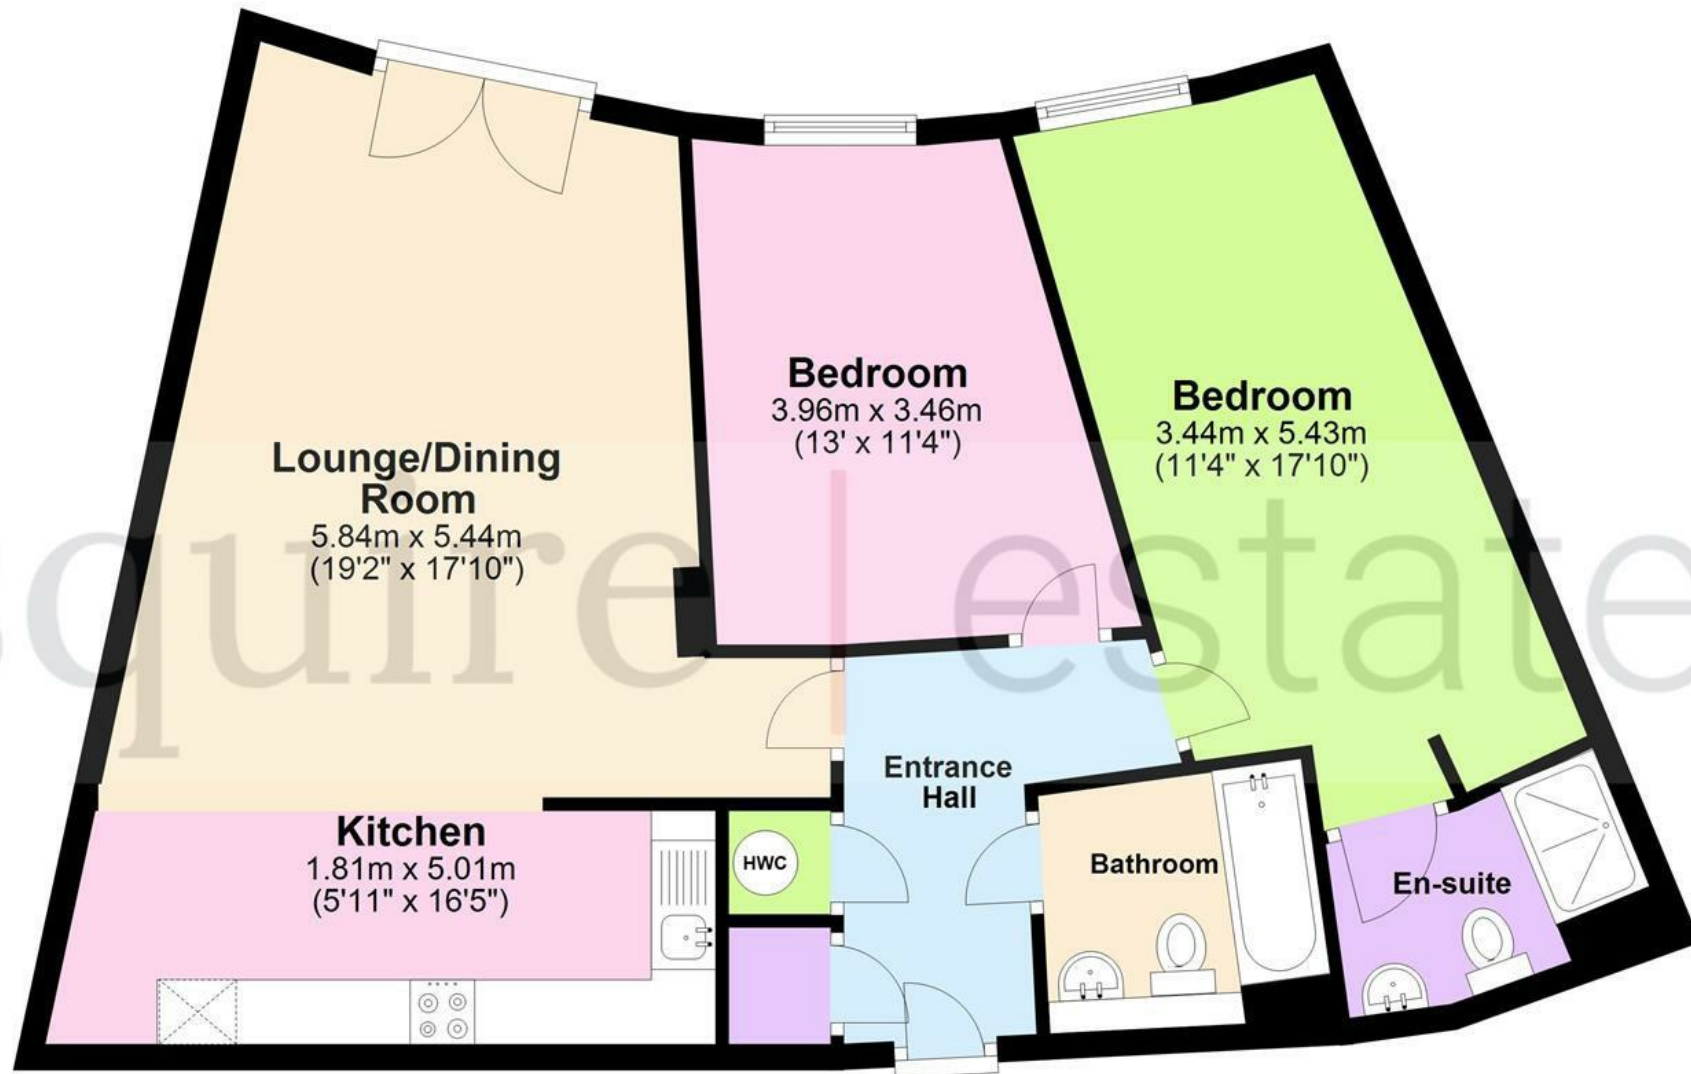 Bedroom
3.96m x 3.46m
(13' x 11'4")
Bedroom
3.44m x 5.43m
(11'4" x 17'10")
Lounge/Dining
Room
5.84m x 5.44m
(19'2" x 17'10")
squire | estate
Entrance
Hall
Kitchen
1.81m x 5.01m
(5'11" x 16'5")
HWC
Bathroom
En-suite